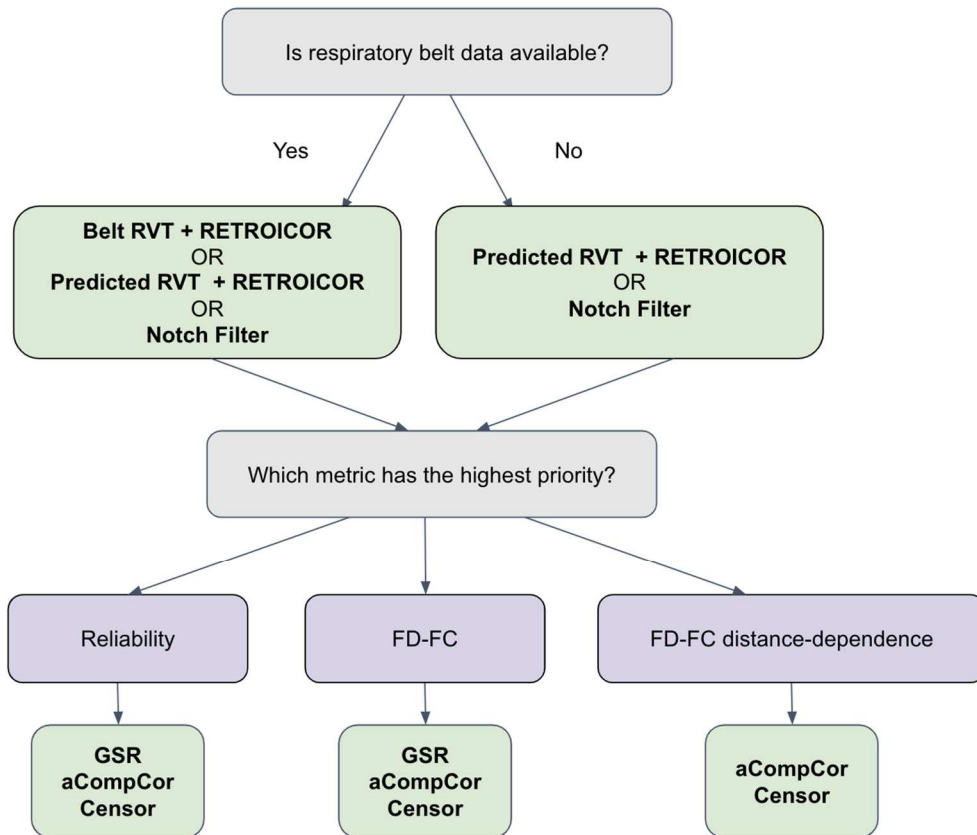 Is respiratory belt data available?
Yes
No
Belt RVT + RETROICOR
OR
Predicted RVT + RETROICOR
OR
Notch Filter
Predicted RVT + RETROICOR
OR
Notch Filter
Which metric has the highest priority?
Reliability
FD-FC
FD-FC distance-dependence
GSR
aCompCor
Censor
GSR
aCompCor
Censor
aCompCor
Censor